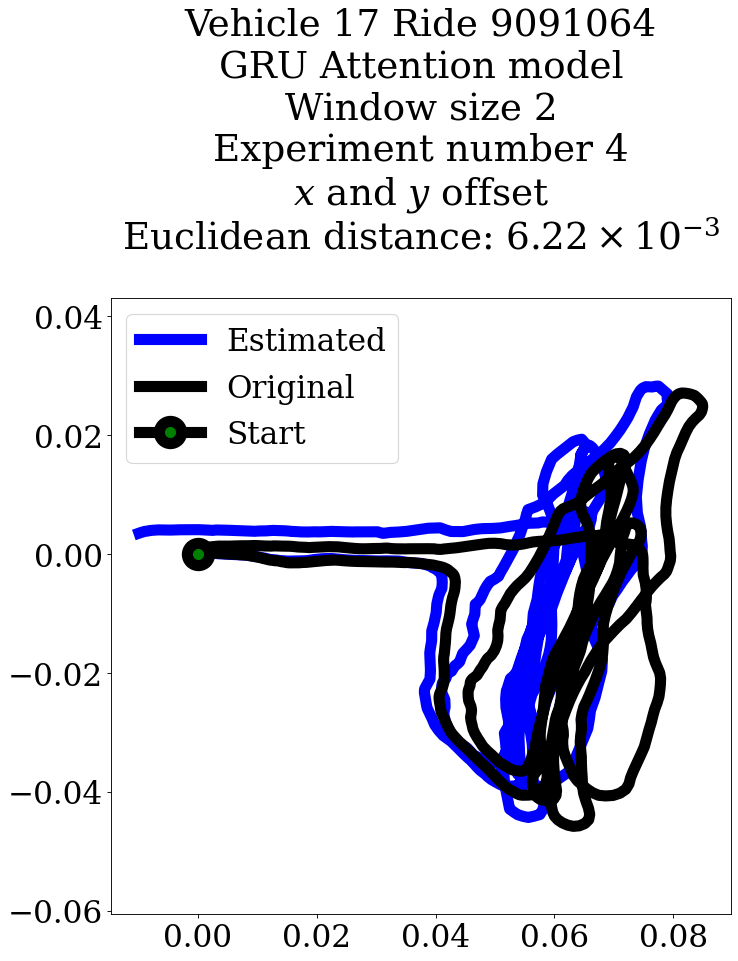 Vehicle 17 Ride 9091064
GRU Attention model
Window size 2
Experiment number 4
x and y offset
Euclidean distance: 6.22 × 10⁻³
0.04
0.02
0.00
−0.02
−0.04
−0.06
Estimated
Original
Start
0.00 0.02 0.04 0.06 0.08